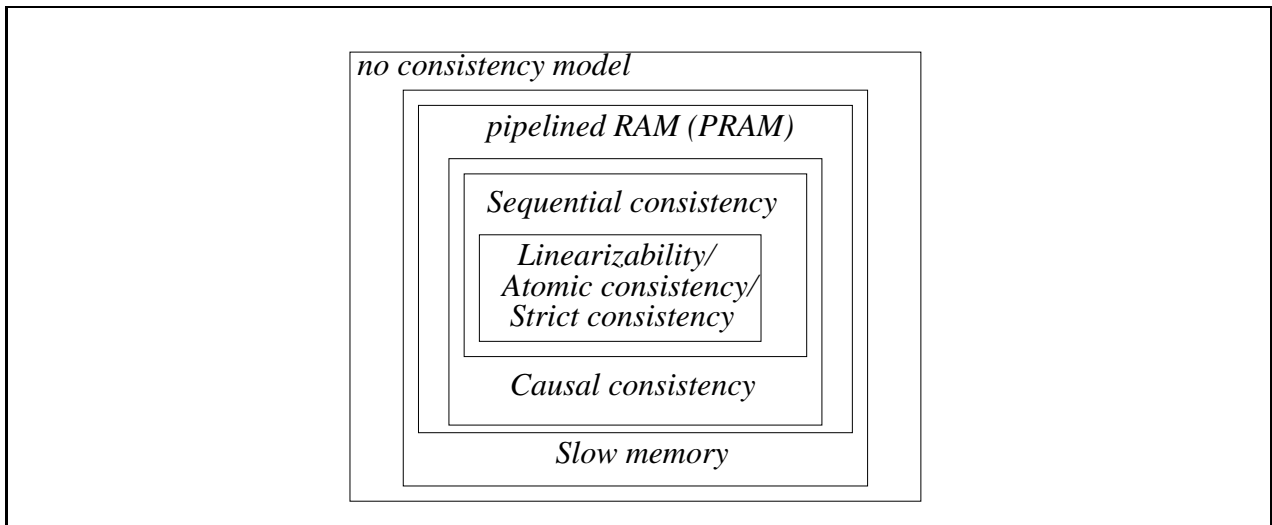 no consistency model
pipelined RAM (PRAM)
Sequential consistency
Linearizability/
Atomic consistency/
Strict consistency
Causal consistency
Slow memory